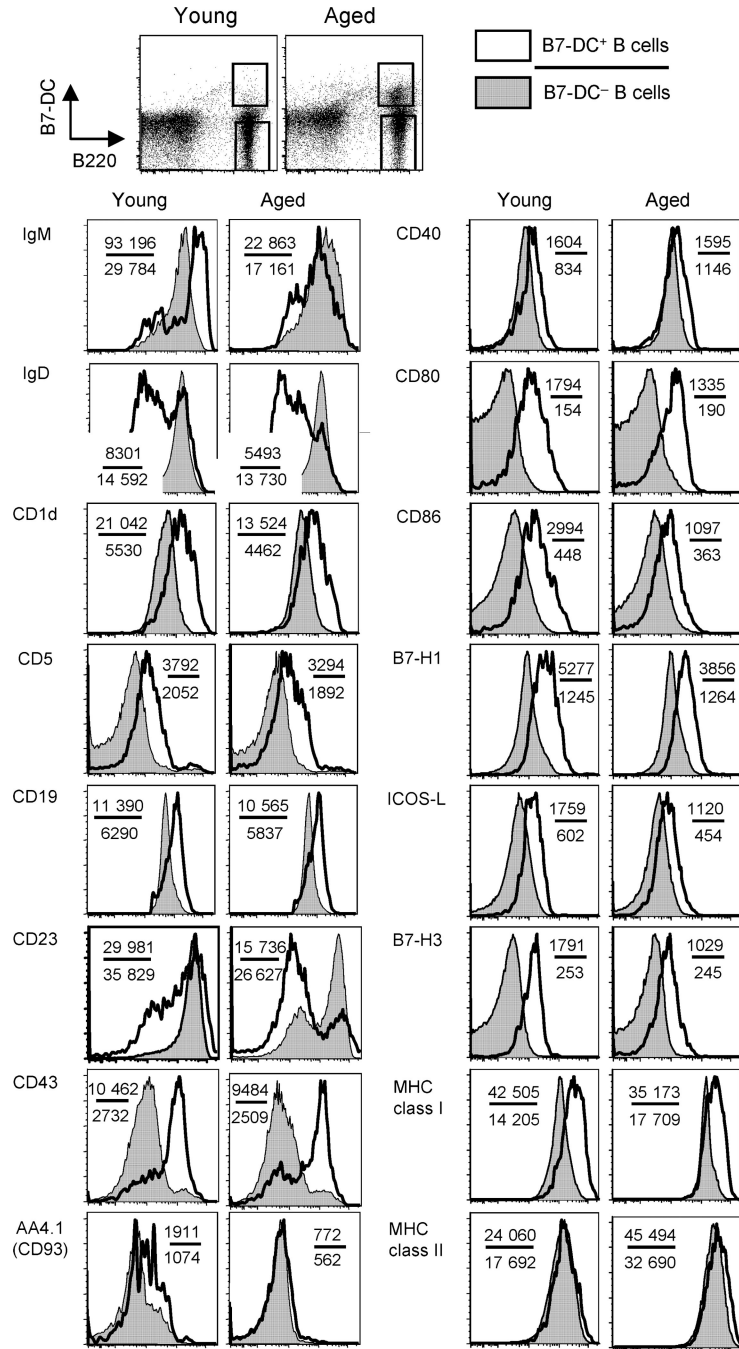 Young Aged
B7-DC
B220
B7-DC⁺ B cells
B7-DC⁻ B cells
Young Aged
IgM
93 196
29 784
22 863
17 161
IgD
8301
14 592
5493
13 730
CD1d
21 042
5530
13 524
4462
CD5
3792
2052
3294
1892
CD19
11 390
6290
10 565
5837
CD23
29 981
35 829
15 736
26 627
CD43
10 462
2732
9484
2509
AA4.1
(CD93)
1911
1074
772
562
Young Aged
CD40
1604
834
1595
1146
CD80
1794
154
1335
190
CD86
2994
448
1097
363
B7-H1
5277
1245
3856
1264
ICOS-L
1759
602
1120
454
B7-H3
1791
253
1029
245
MHC
class I
42 505
14 205
35 173
17 709
MHC
class II
24 060
17 692
45 494
32 690